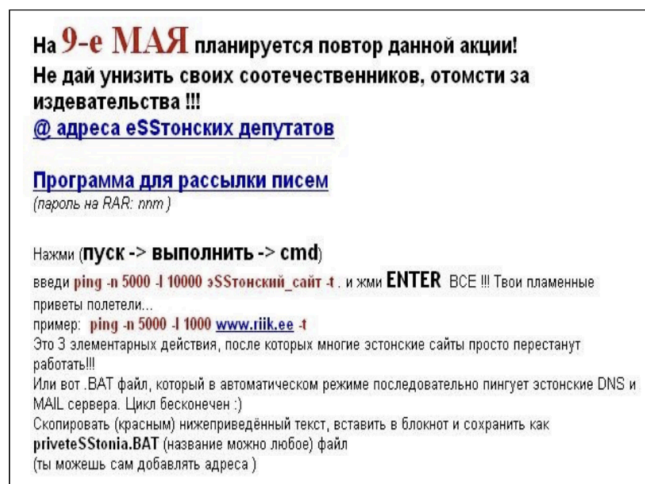 На 9-е МАЯ планируется повтор данной акции!
Не дай унизить своих соотечественников, отомсти за
издевательства !!!
@ адреса еSSтонских депутатов
Программа для рассылки писем
(пароль на RAR: nnm )
Нажми (пуск -> выполнить -> cmd)
введи ping -n 5000 -l 10000 эSSтонский_сайт -t . и жми ENTER ВСЕ !!! Твои пламенные
приветы полетели...
пример: ping -n 5000 -l 1000 www.riik.ee -t
Это 3 элементарных действия, после которых многие эстонские сайты просто перестанут
работать!!!
Или вот .BAT файл, который в автоматическом режиме последовательно пингует эстонские DNS и
MAIL сервера. Цикл бесконечен :)
Скопировать (красным) нижеприведённый текст, вставить в блокнот и сохранить как
priveteSStonia.BAT (название можно любое) файл
(ты можешь сам добавлять адреса )